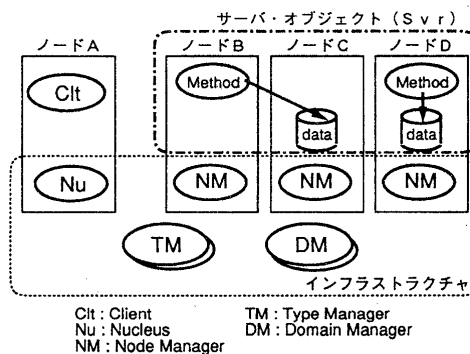 サーバ・オブジェクト (Svr)
ノードA
ノードB
ノードC
ノードD
Clt
Method
Method
data
data
Nu
NM
NM
NM
TM
DM
インフラストラクチャ
Clt : Client
TM : Type Manager
Nu : Nucleus
DM : Domain Manager
NM : Node Manager